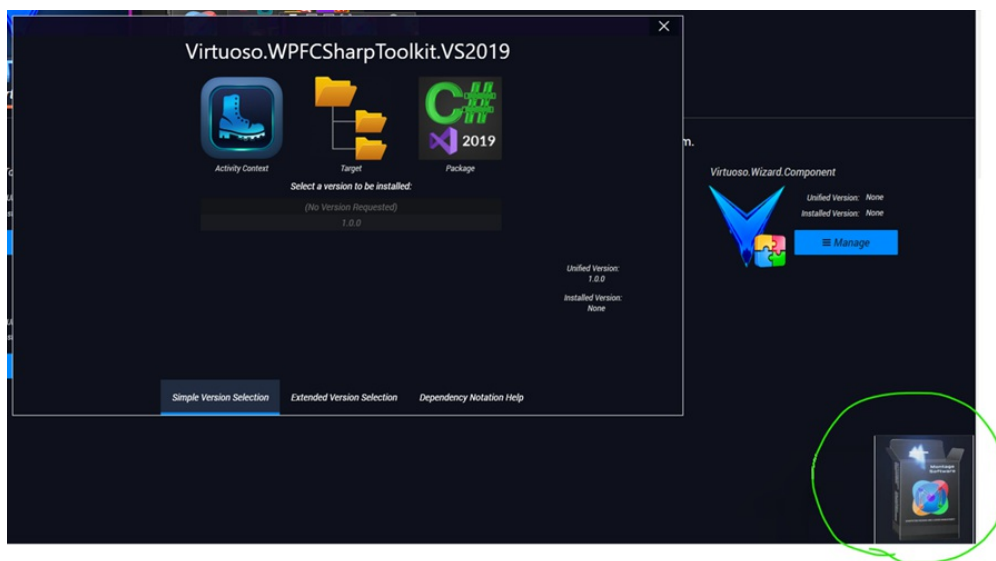 Virtuoso.WPFCSharpToolkit.VS2019
C#
2019
Activity Context
Target
Package
Select a version to be installed:
(No Version Requested)
1.0.0
Unified Version:
1.0.0
Installed Version:
None
Simple Version Selection
Extended Version Selection
Dependency Notation Help
m.
Virtuoso.Wizard.Component
Unified Version: None
Installed Version: None
Manage
Software